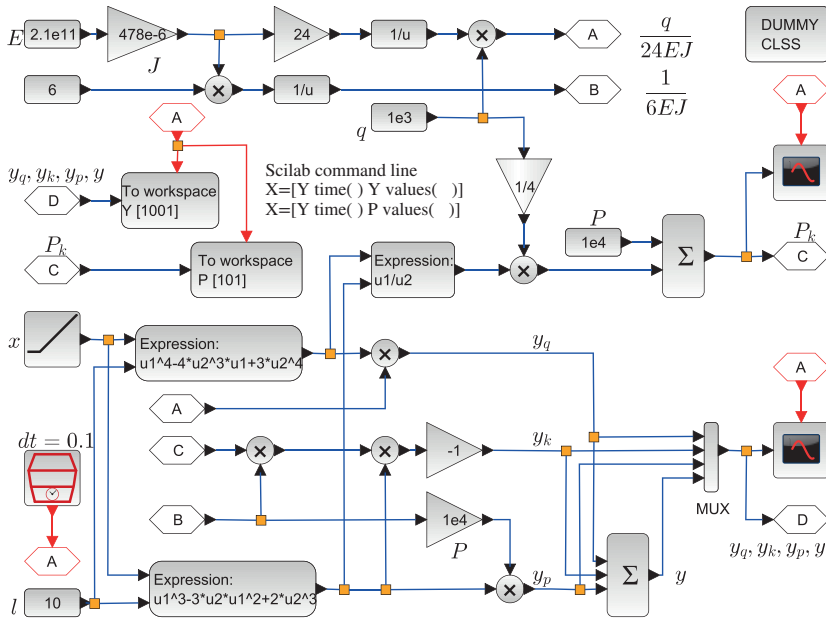 E 2.1e11 478e-6 24 1/u × A q/24EJ DUMMY
CLSS
J
6 × 1/u B 1/6EJ
A
q 1e3
A
y_q, y_k, y_p, y
Scilab command line
X=[Y time( ) Y values( )]
X=[Y time( ) P values( )]
1/4
D To workspace
Y [1001]
P
1e4
Σ
P_k
C
P_k
C To workspace
P [101]
Expression:
u1/u2
×
x
Expression:
u1^4-4*u2^3*u1+3*u2^4
×
y_q
A
A
dt = 0.1
C × × -1 y_k
MUX
B 1e4
P
D
y_q, y_k, y_p, y
A
Expression:
u1^3-3*u2*u1^2+2*u2^3
×
y_p
Σ
y
l 10